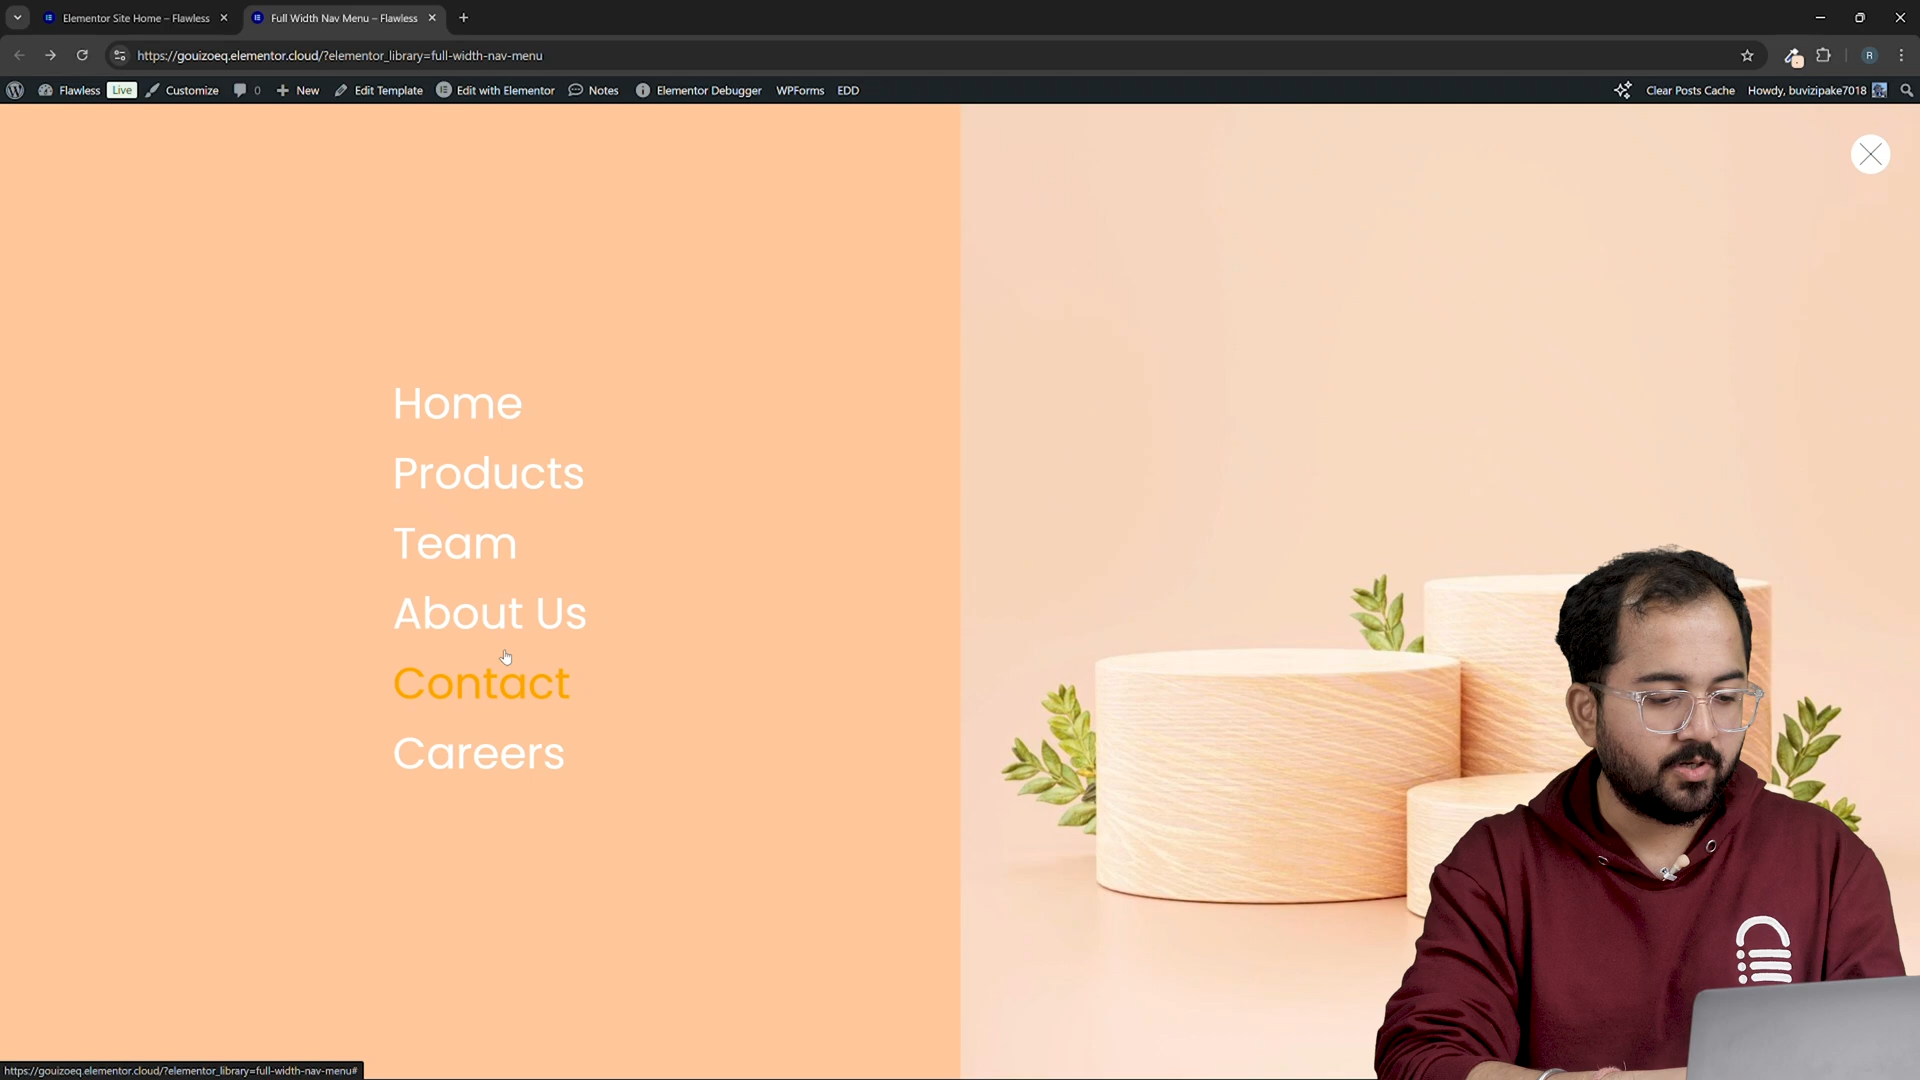 Elementor Site Home – Flawless
Full Width Nav Menu – Flawless
https://gouizoeq.elementor.cloud/?elementor_library=full-width-nav-menu
R
Flawless Live Customize 0 New Edit Template Edit with Elementor Notes Elementor Debugger WPForms EDD
Clear Posts Cache Howdy, buvizipake7018
Home
Products
Team
About Us
Contact
Careers
https://gouizoeq.elementor.cloud/?elementor_library=full-width-nav-menu#